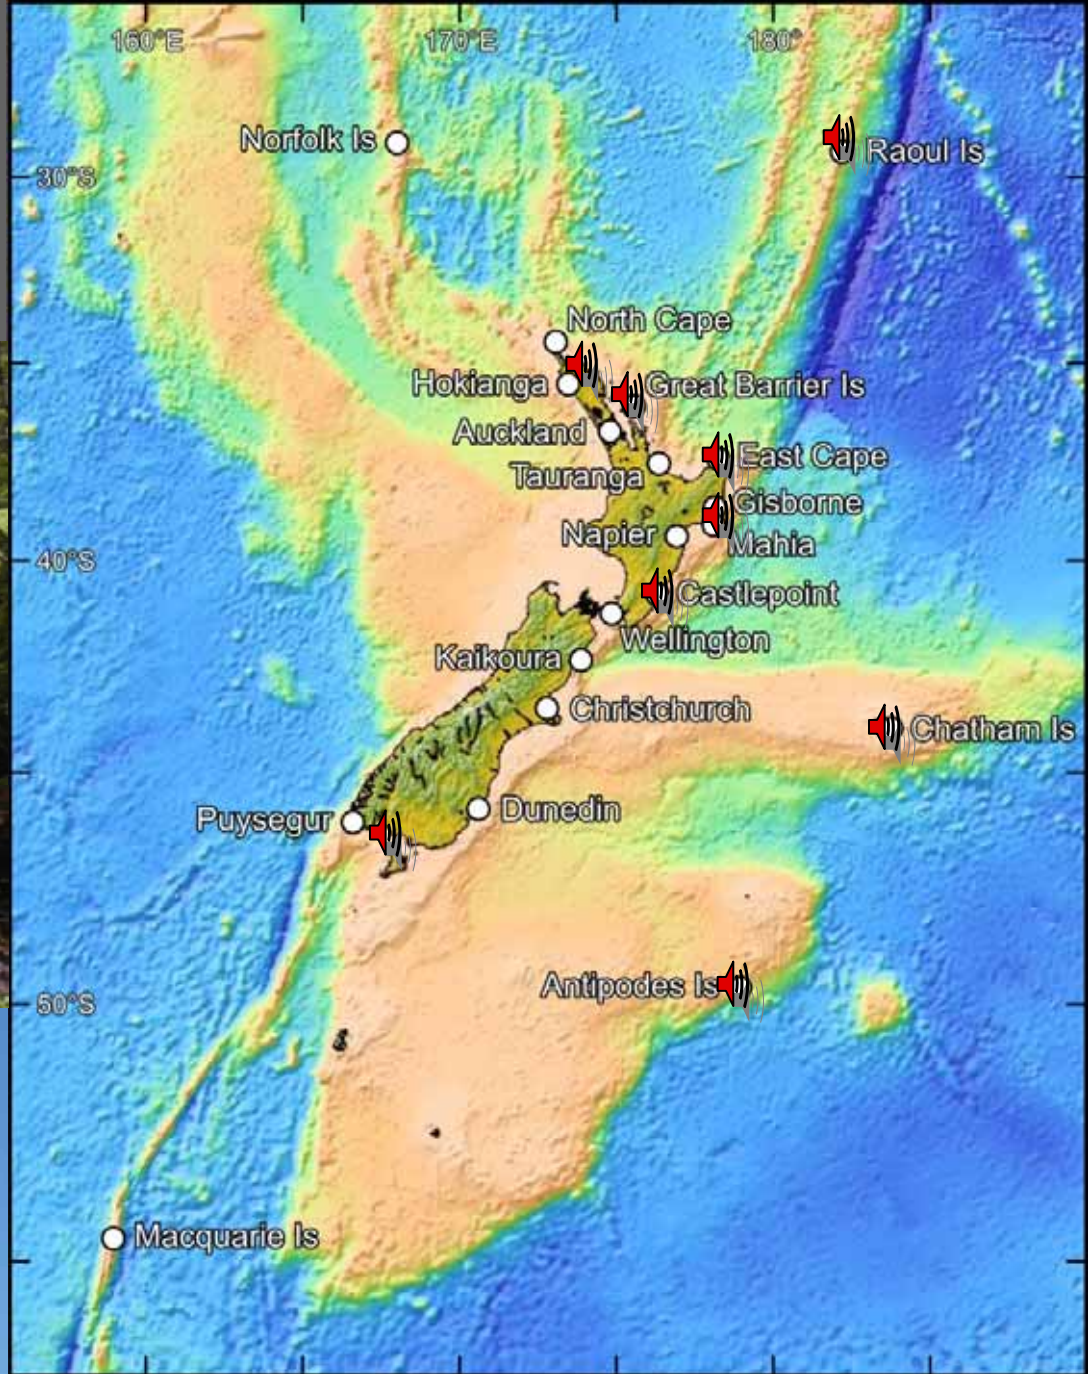 160°E
170°E
180°
Norfolk Is
Raoul Is
30°S
North Cape
Hokianga
Great Barrier Is
Auckland
East Cape
Tauranga
Gisborne
Napier
Mahia
40°S
Castlepoint
Wellington
Kaikoura
Christchurch
Chatham Is
Puysegur
Dunedin
Antipodes Is
50°S
Macquarie Is